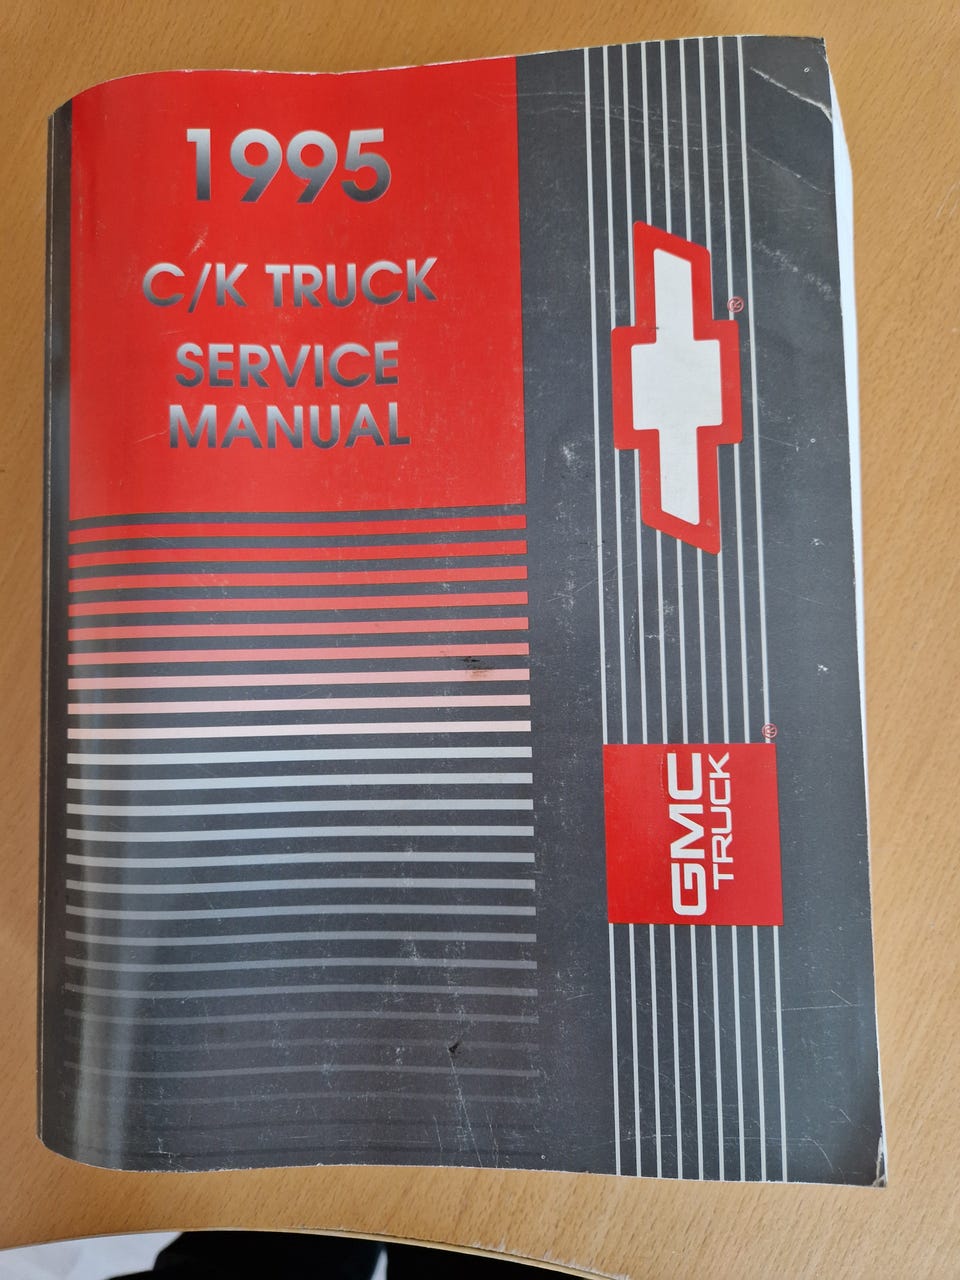 1995
C/K TRUCK
SERVICE
MANUAL
®
®
GMC
TRUCK